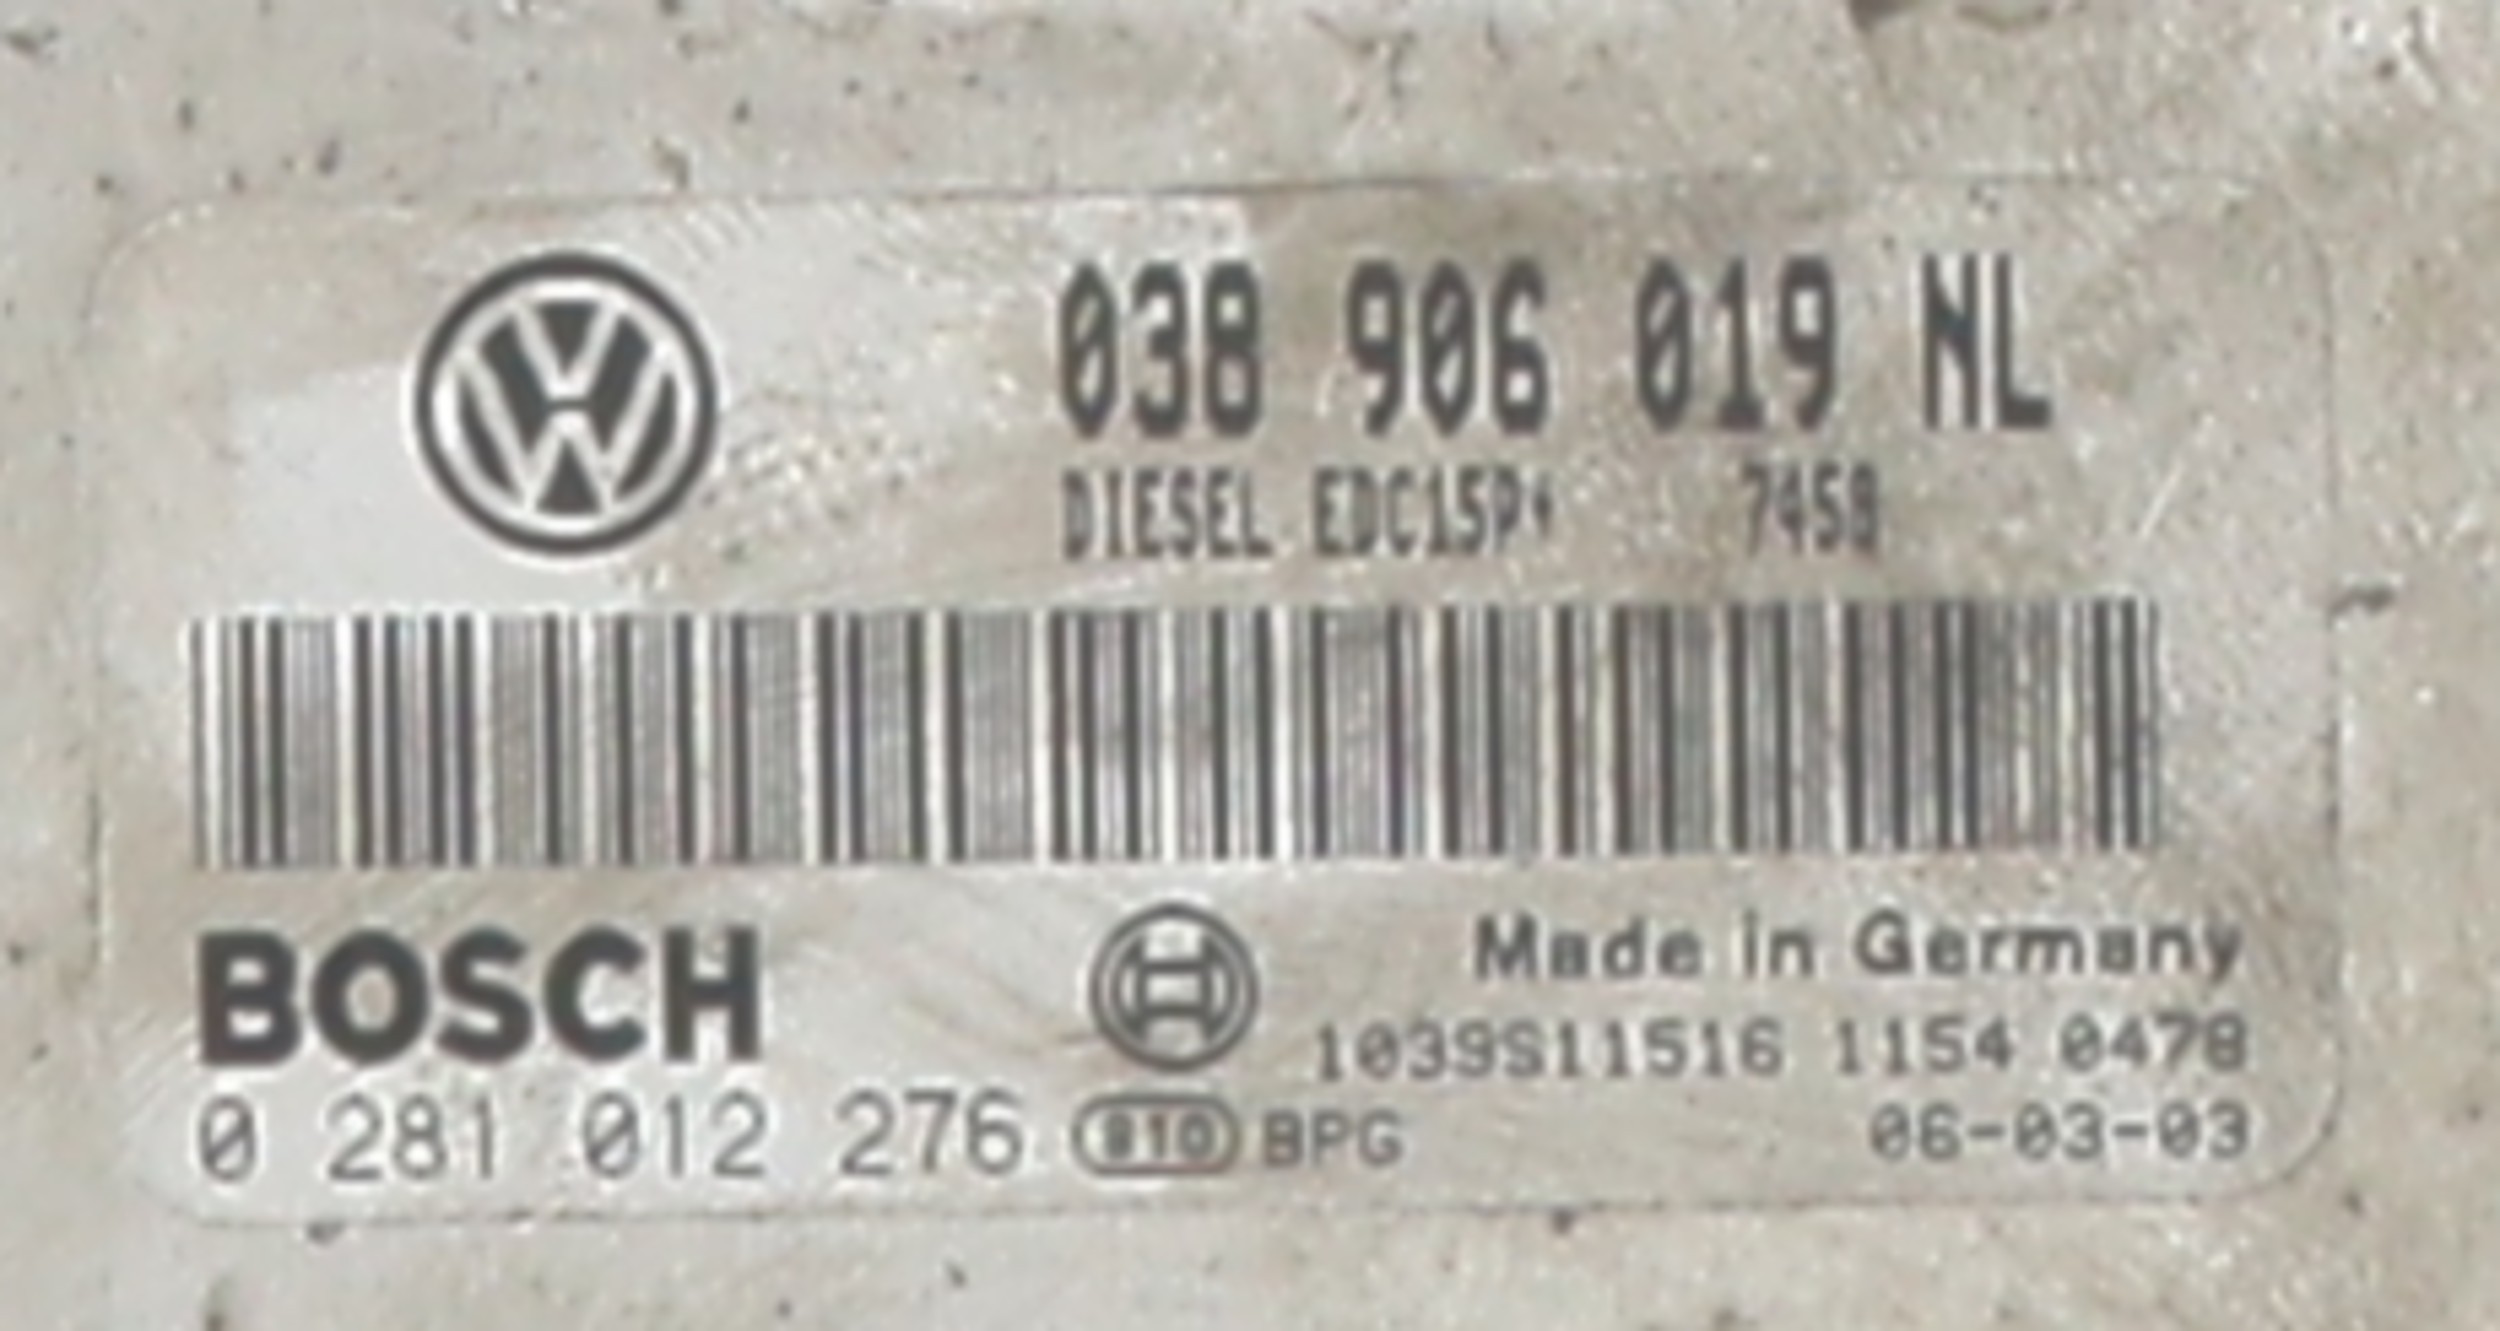 038 906 019 NL
DIESEL EDC15P+ 7458
BOSCH
Made in Germany
1039S11516 1154 0478
0 281 012 276 BPG
06-03-03